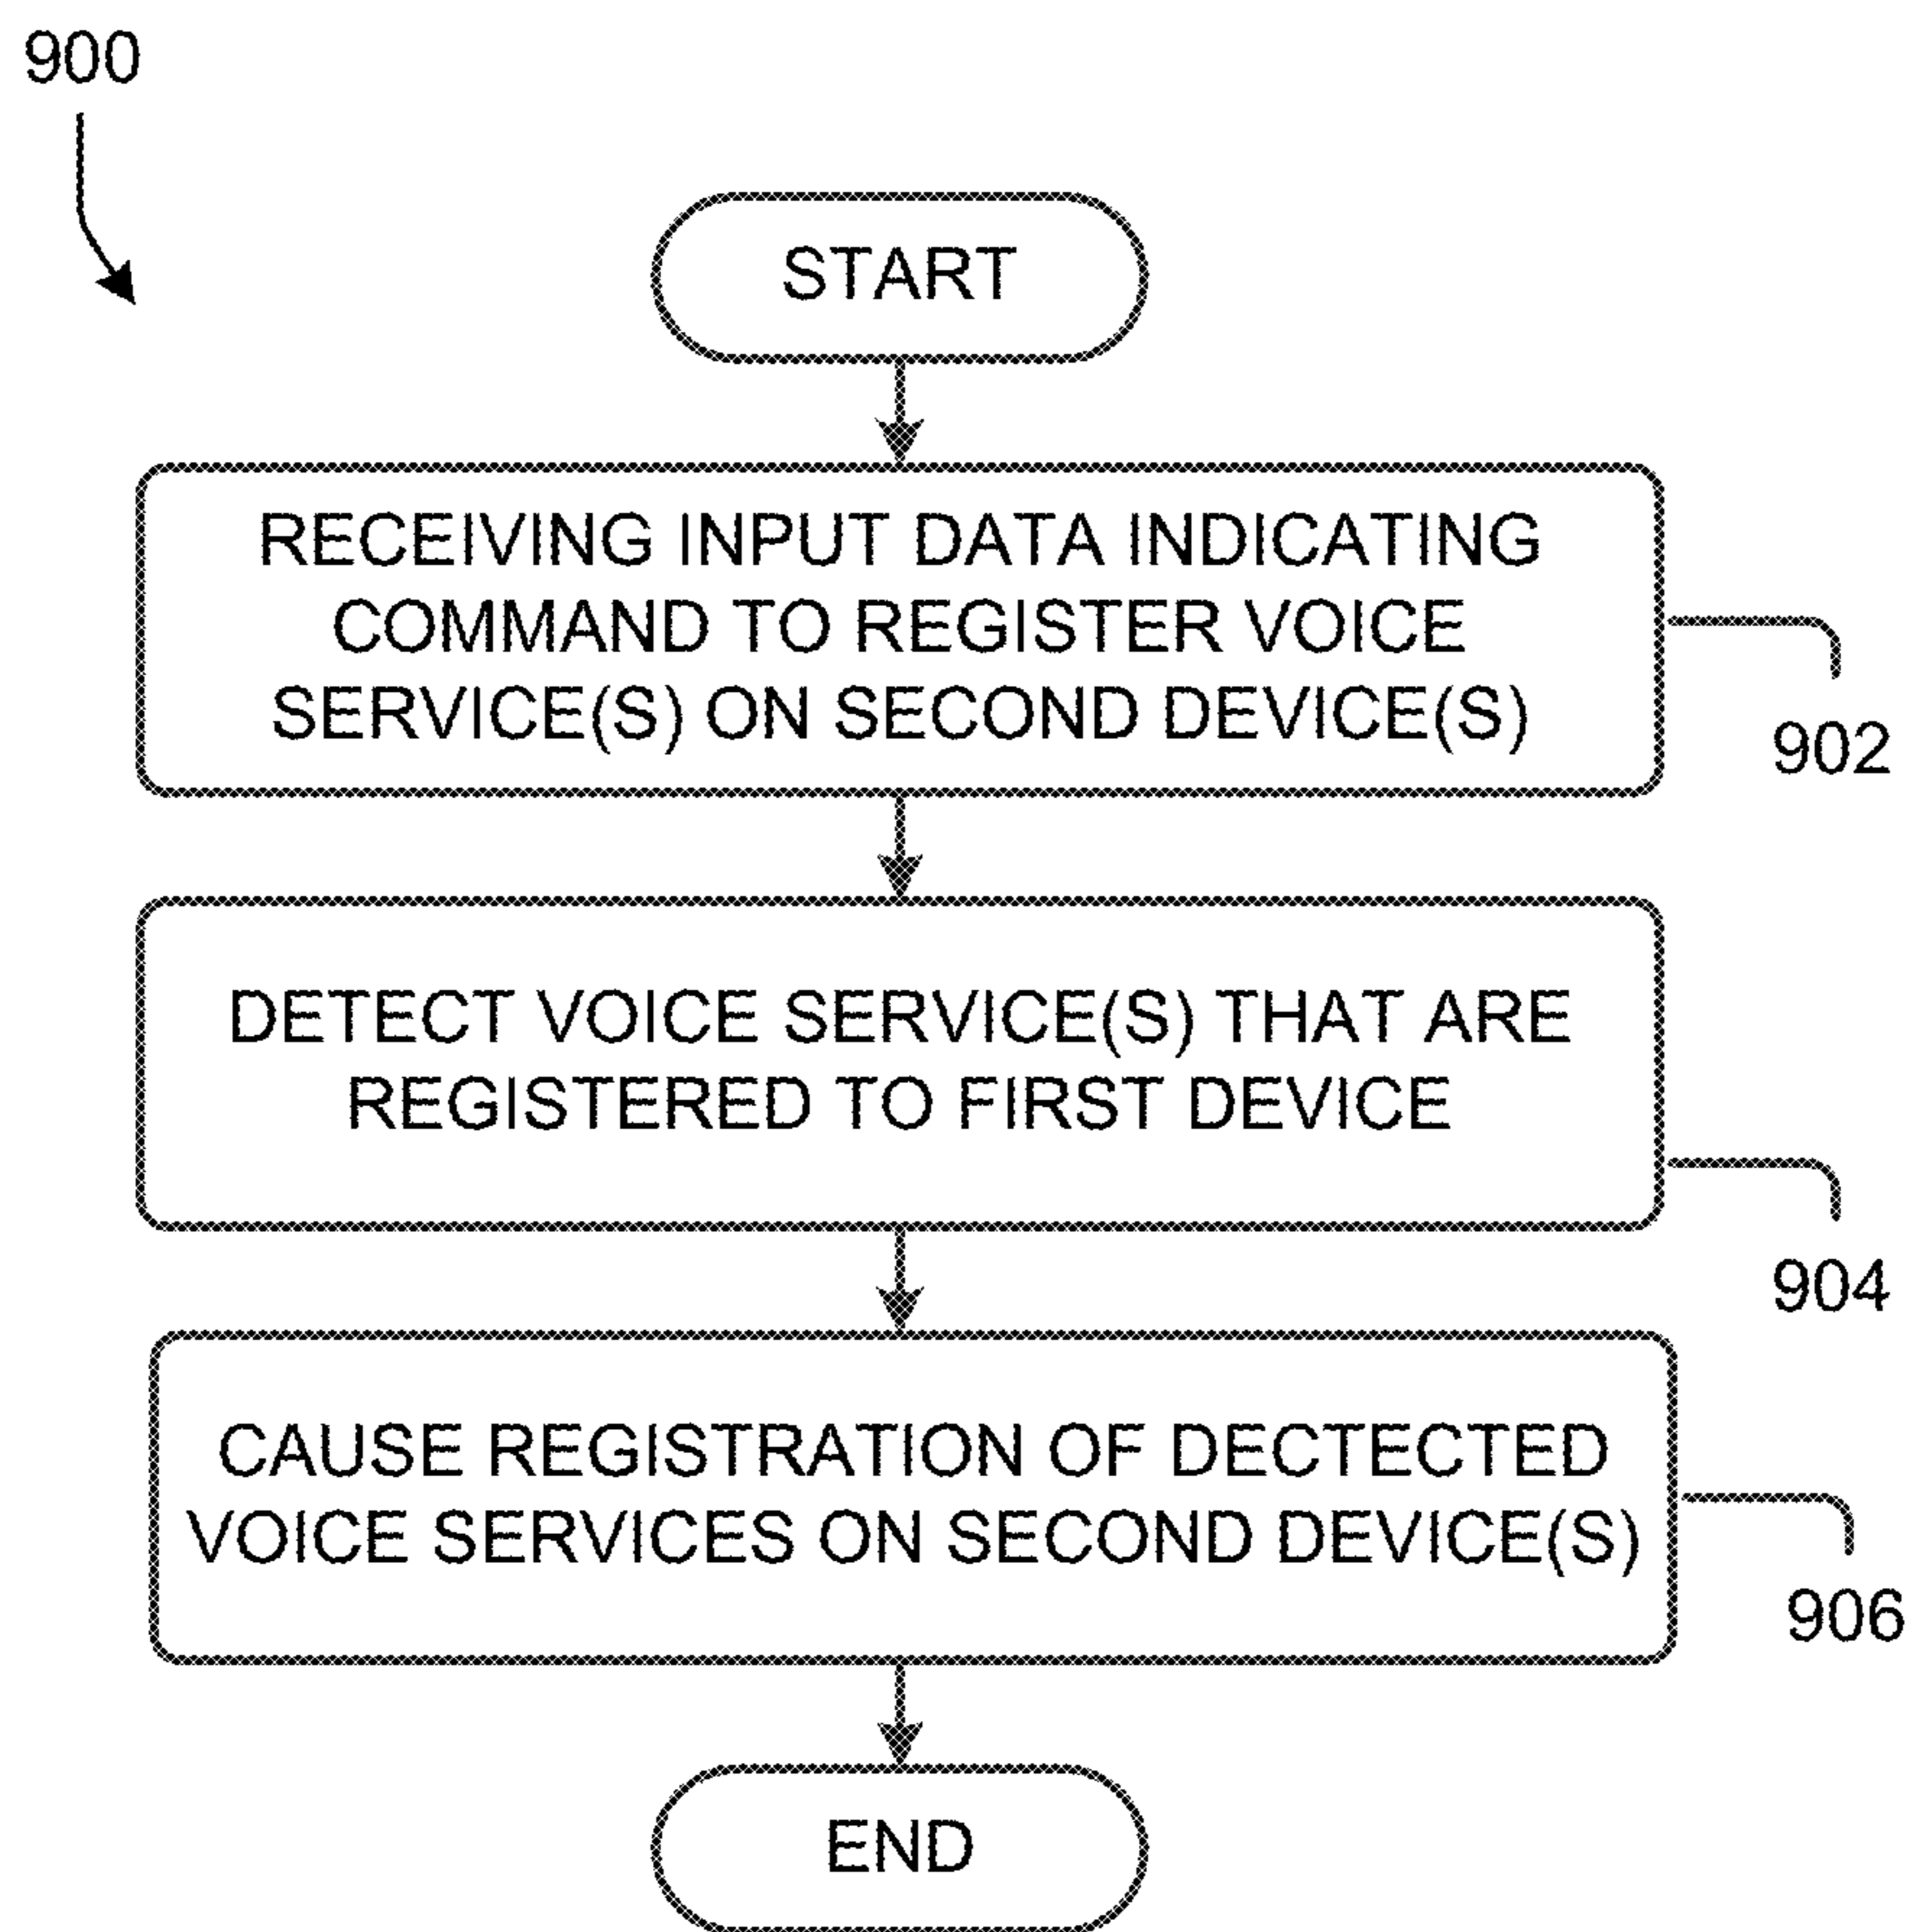 900
START
RECEIVING INPUT DATA INDICATING
COMMAND TO REGISTER VOICE
SERVICE(S) ON SECOND DEVICE(S)
902
DETECT VOICE SERVICE(S) THAT ARE
REGISTERED TO FIRST DEVICE
904
CAUSE REGISTRATION OF DECTECTED
VOICE SERVICES ON SECOND DEVICE(S)
906
END